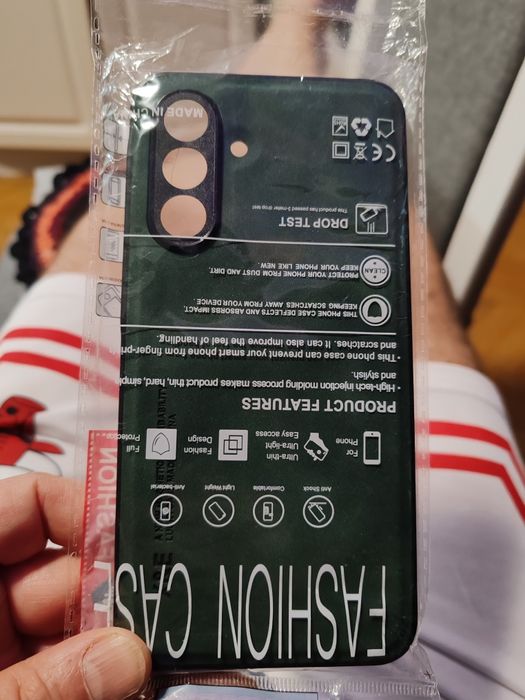 FASHION CAS
Anti Shock
Comfortable
Light Weight
Anti-bacterial
For
Phone
Ultra-thin
Ultra-light
Easy access
Fashion
Design
Full
Protection
PRODUCT FEATURES
• High-tech injection molding process makes product thin, hard, simple
and stylish.
• This phone case can prevent your smart phone from finger-prin
and scratches. It can also improve the feel of handling.
THIS PHONE CASE DEFLECTS AND ABSORBS IMPACT.
KEEPING SCRATCHES AWAY FROM YOUR DEVICE.
CLEAN
PROTECT YOUR PHONE FROM DUST AND DIRT.
KEEP YOUR PHONE LIKE NEW.
DROP TEST
This product has passed 2-meter drop test
CE
MADE IN CHINA
FASHION